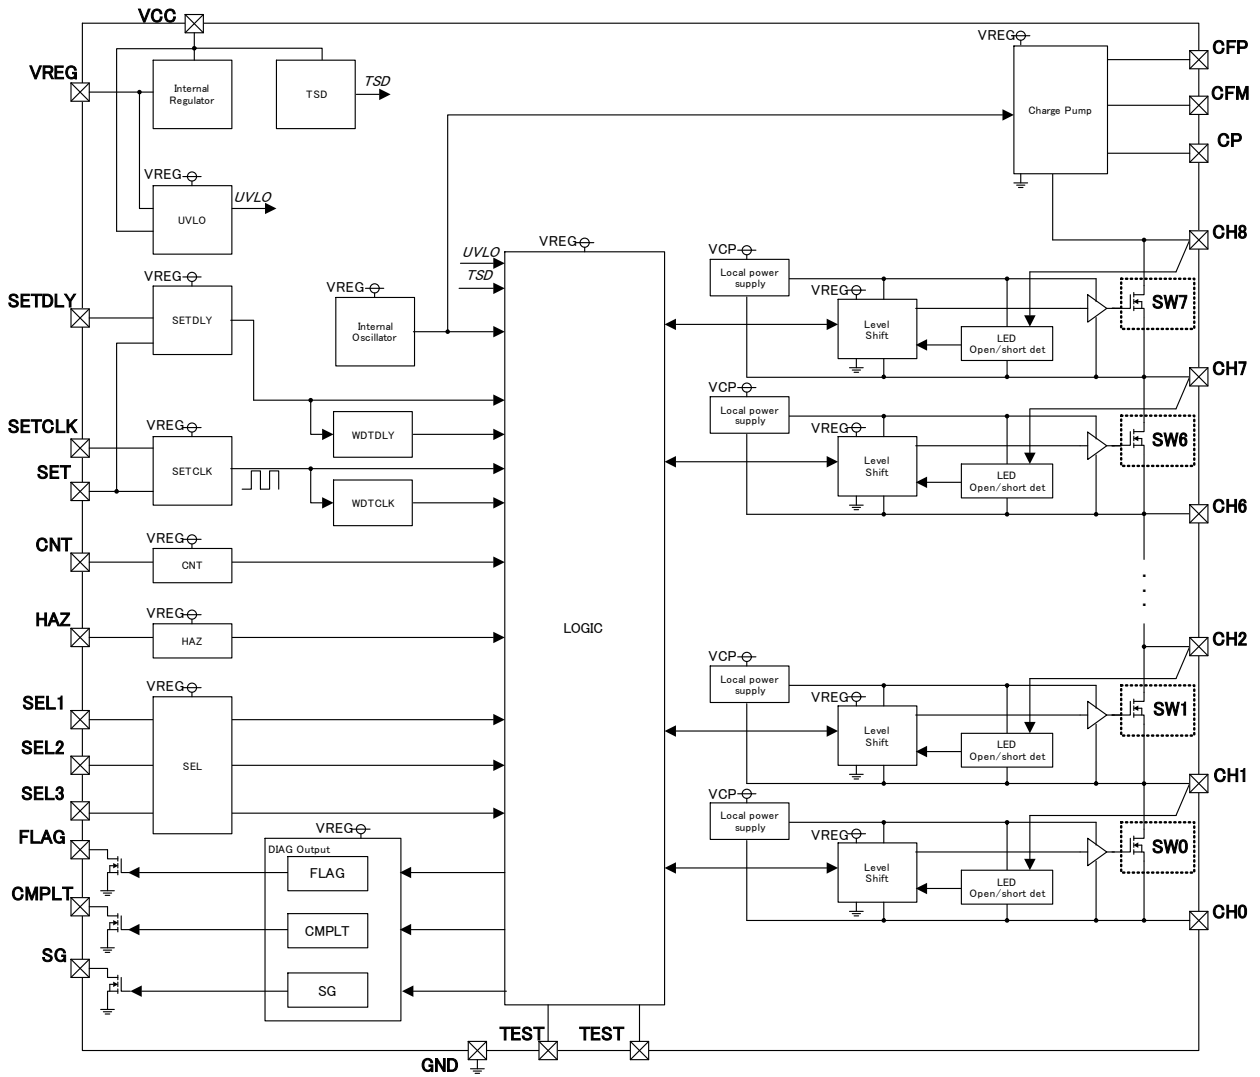 VCC
VREG
CFP
VREG
Internal
Regulator
TSD
TSD
CFM
Charge Pump
CP
VREG
UVLO
UVLO
CH8
UVLO
VREG
VCP
TSD
Local power
supply
VREG
SETDLY
VREG
VREG
SW7
SETDLY
Internal
Oscillator
Level
Shift
LED
Open/short det
CH7
VCP
Local power
supply
SETCLK
VREG
WDTDLY
VREG
SW6
SET
SETCLK
Level
Shift
LED
Open/short det
WDTCLK
CH6
CNT
VREG
CNT
HAZ
VREG
HAZ
LOGIC
CH2
VCP
Local power
supply
SEL1
VREG
VREG
SW1
SEL2
SEL
Level
Shift
LED
Open/short det
SEL3
CH1
VCP
Local power
supply
FLAG
VREG
VREG
SW0
DIAG Output
FLAG
Level
Shift
LED
Open/short det
CMPLT
CMPLT
CH0
SG
SG
TEST
TEST
GND